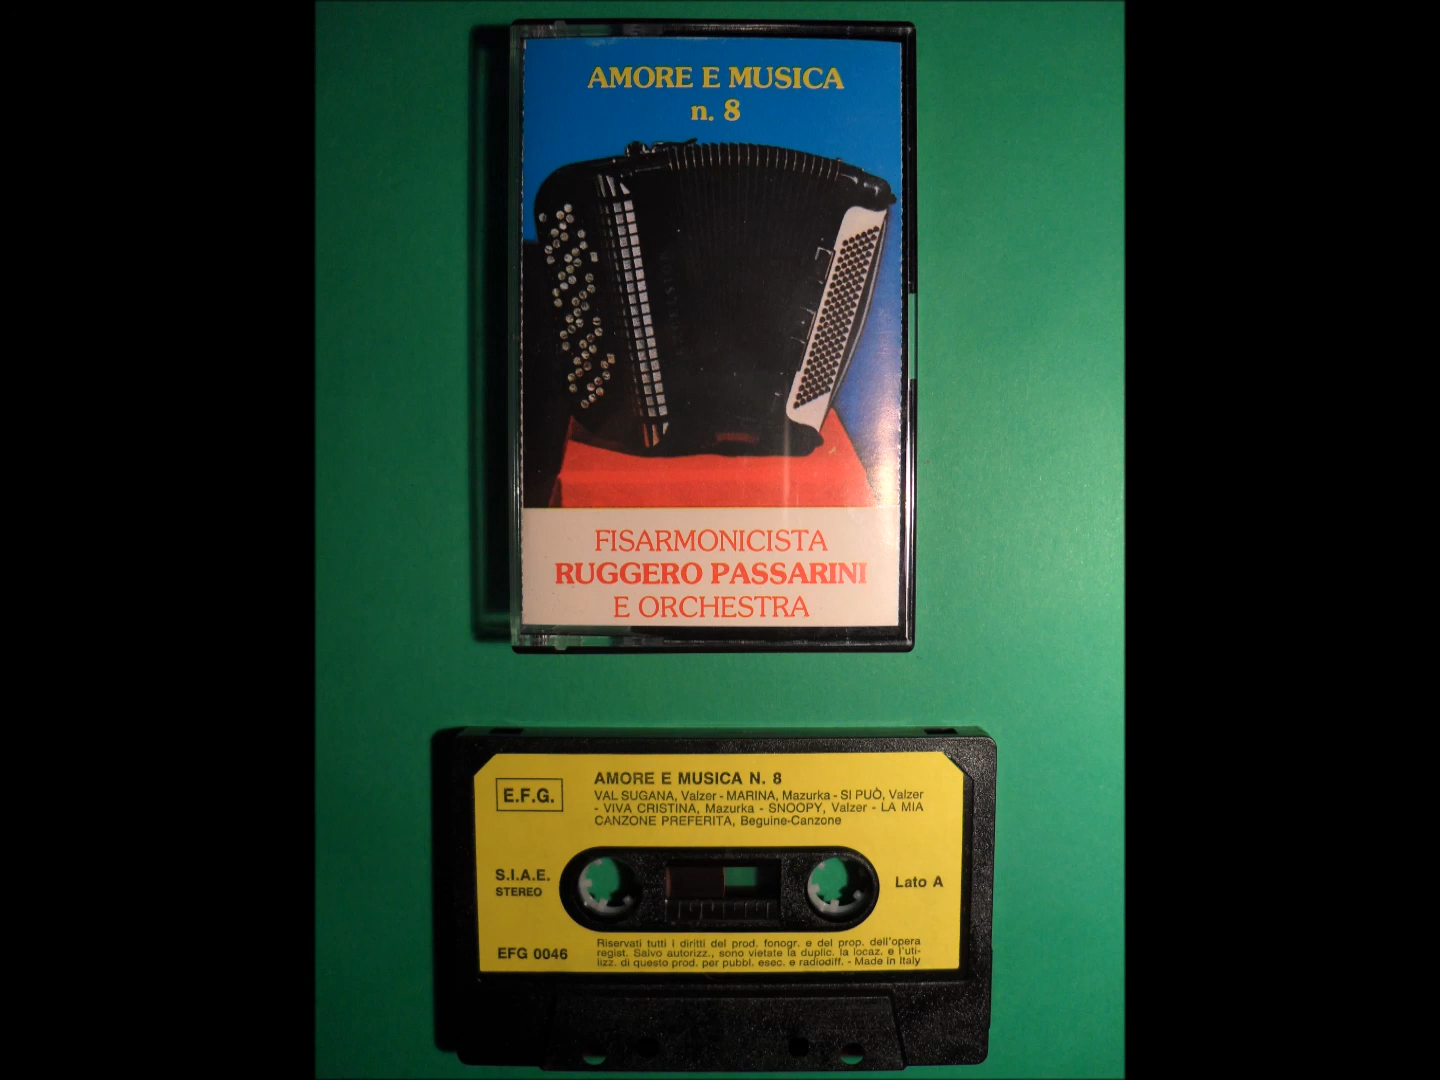 AMORE E MUSICA
n. 8
FISARMONICISTA
RUGGERO PASSARINI
E ORCHESTRA
E.F.G.
AMORE E MUSICA N. 8
VAL SUGANA, Valzer - MARINA, Mazurka - SI PUÒ, Valzer
- VIVA CRISTINA, Mazurka - SNOOPY, Valzer - LA MIA
CANZONE PREFERITA, Beguine-Canzone
S.I.A.E.
STEREO
Lato A
EFG 0046
Riservati tutti i diritti del prod. fonogr. e del prop. dell'opera
regist. Salvo autorizz., sono vietate la duplic. la locaz. e l'uti-
lizz. di questo prod. per pubbl. esec. e radiodiff. - Made in Italy